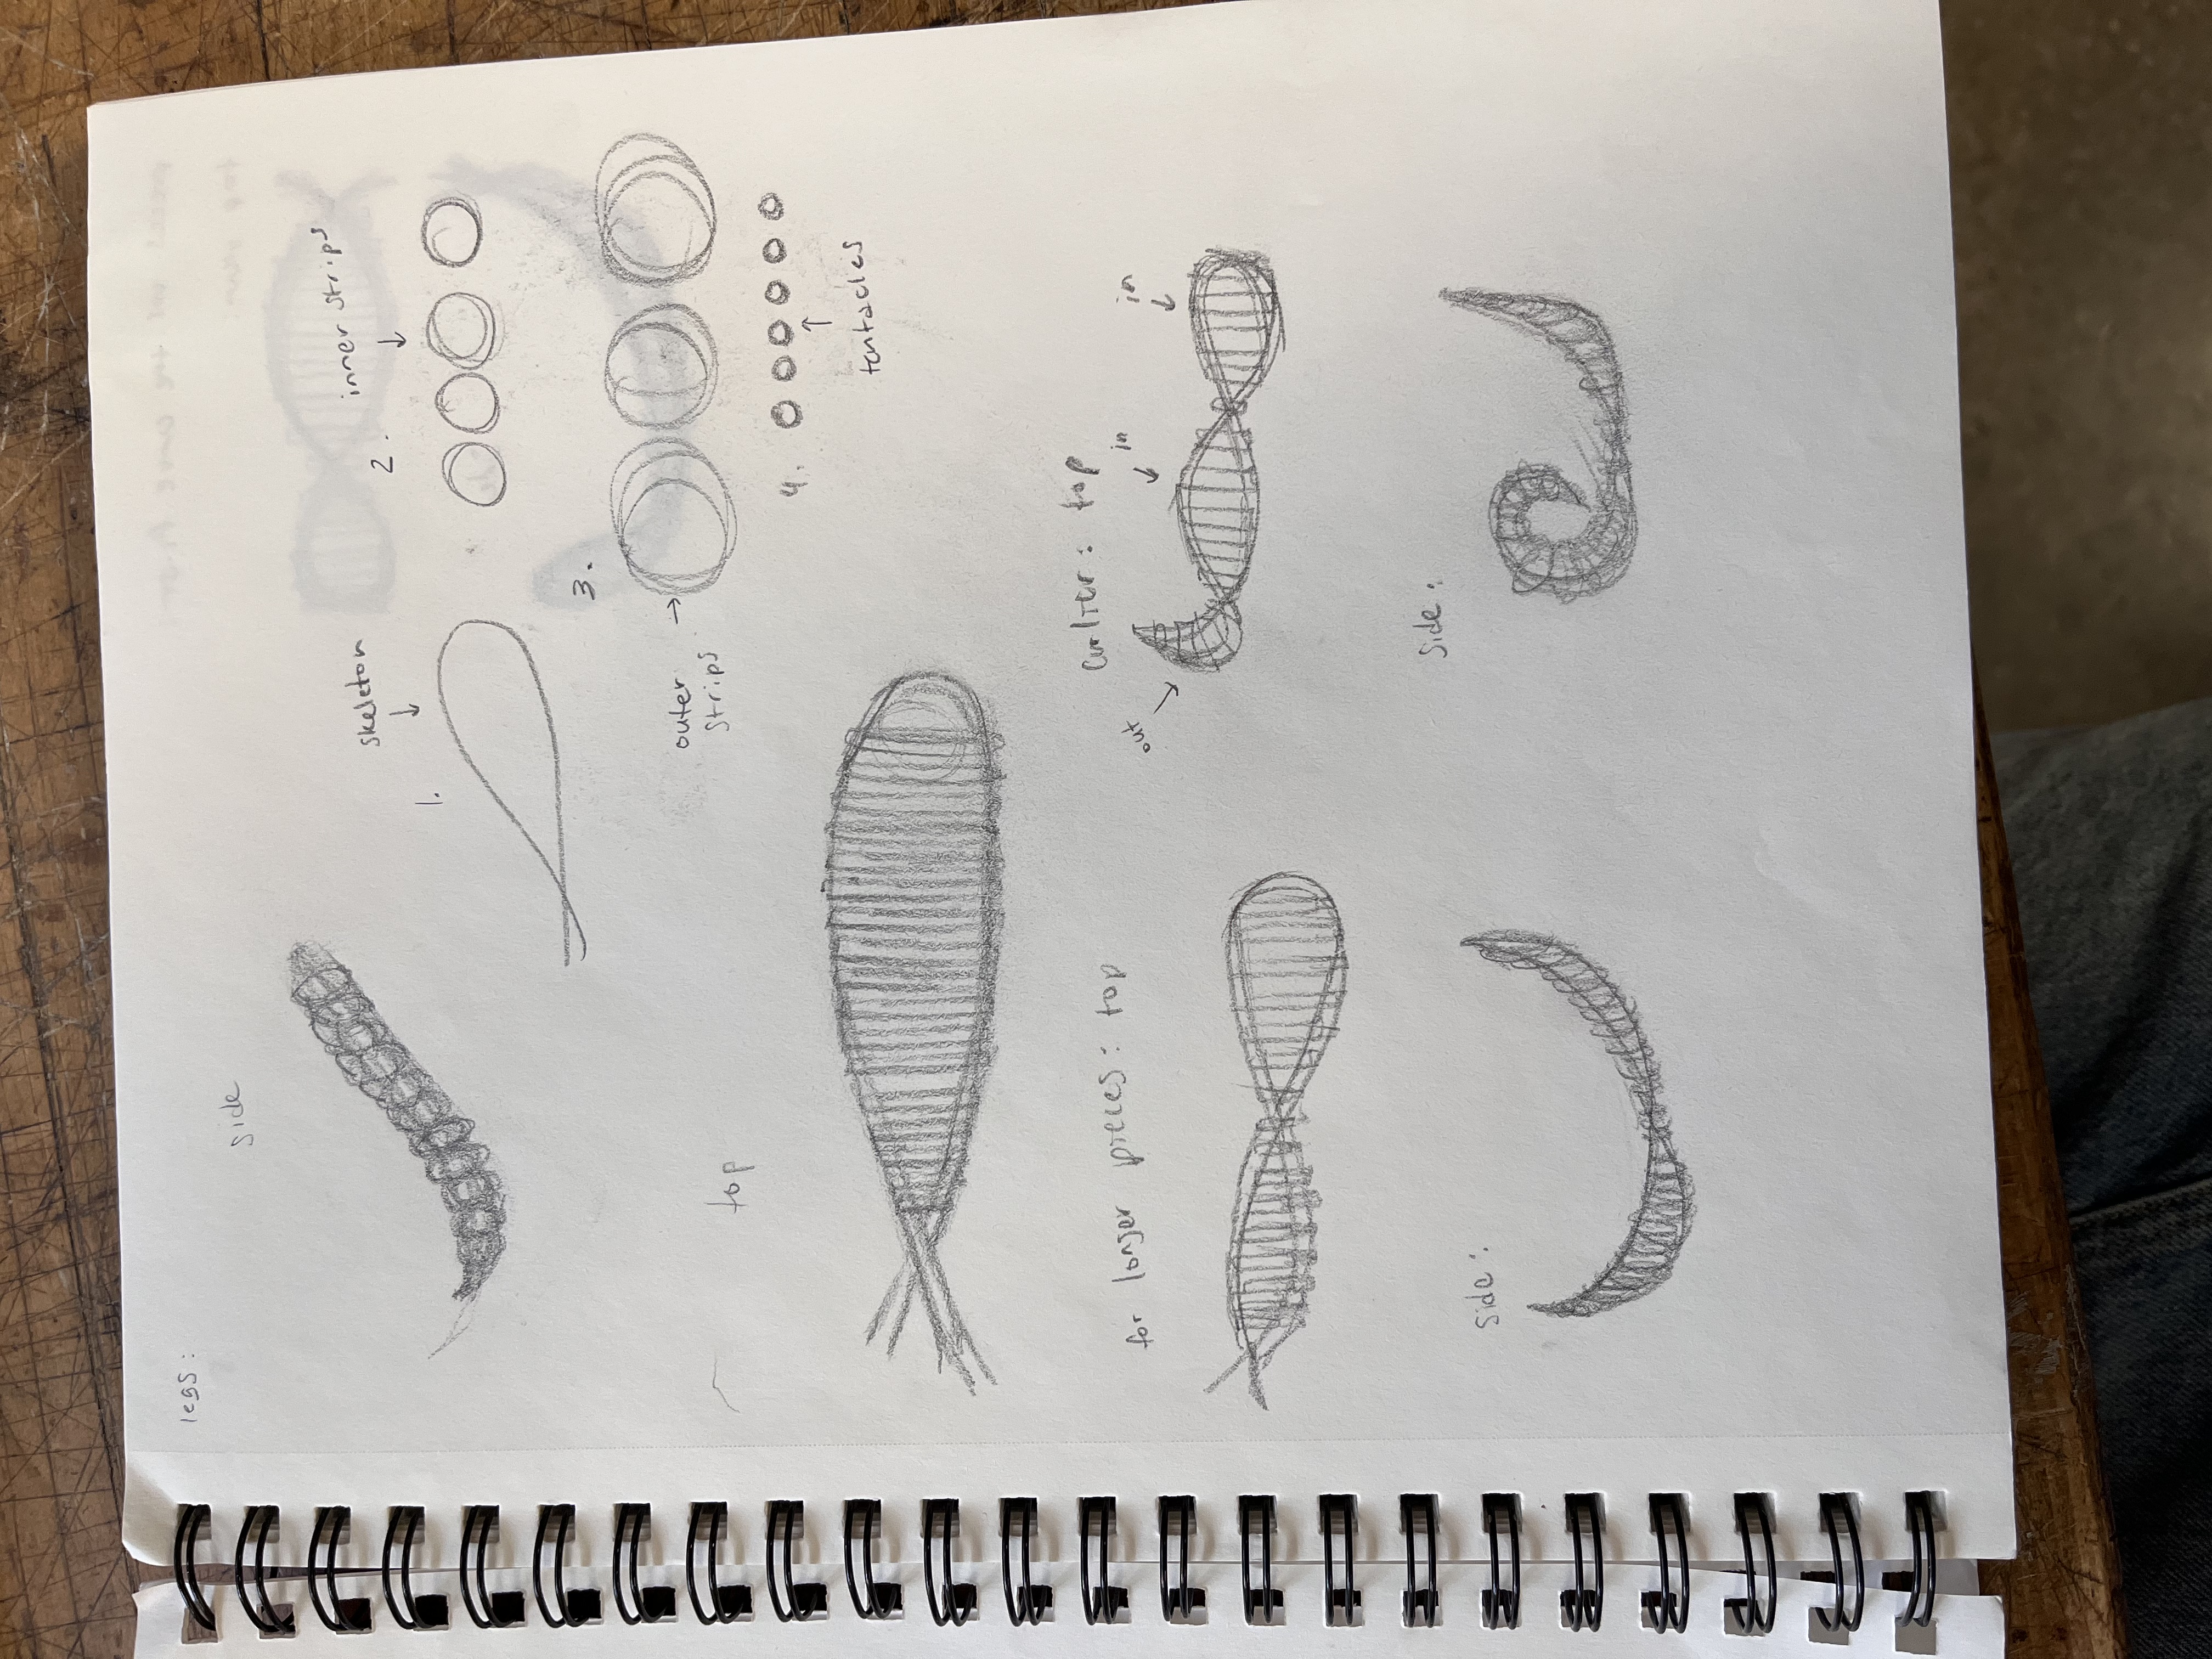 legs:
side
skeleton
1.
2.
inner strips
3.
outer
strips
4.
tentacles
top
for longer pieces: top
curlier: top
out
in
in
side:
side: